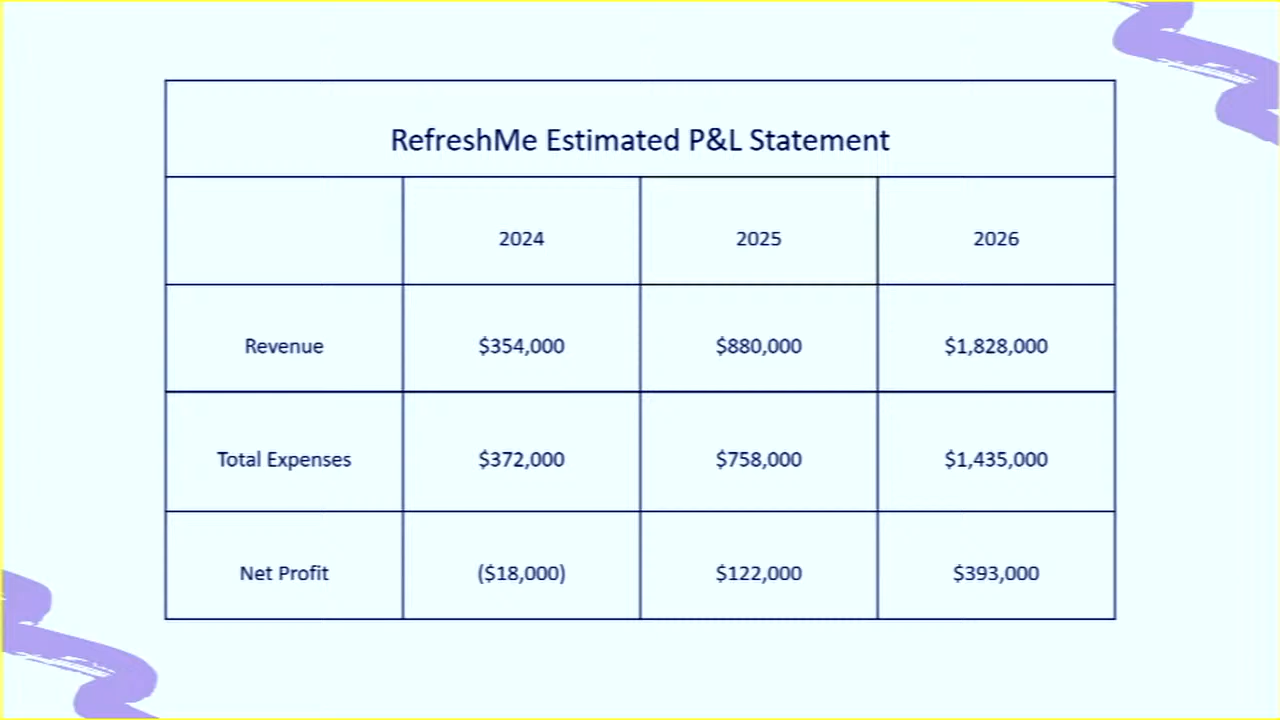 RefreshMe Estimated P&L Statement
2024 2025 2026
Revenue $354,000 $880,000 $1,828,000
Total Expenses $372,000 $758,000 $1,435,000
Net Profit ($18,000) $122,000 $393,000